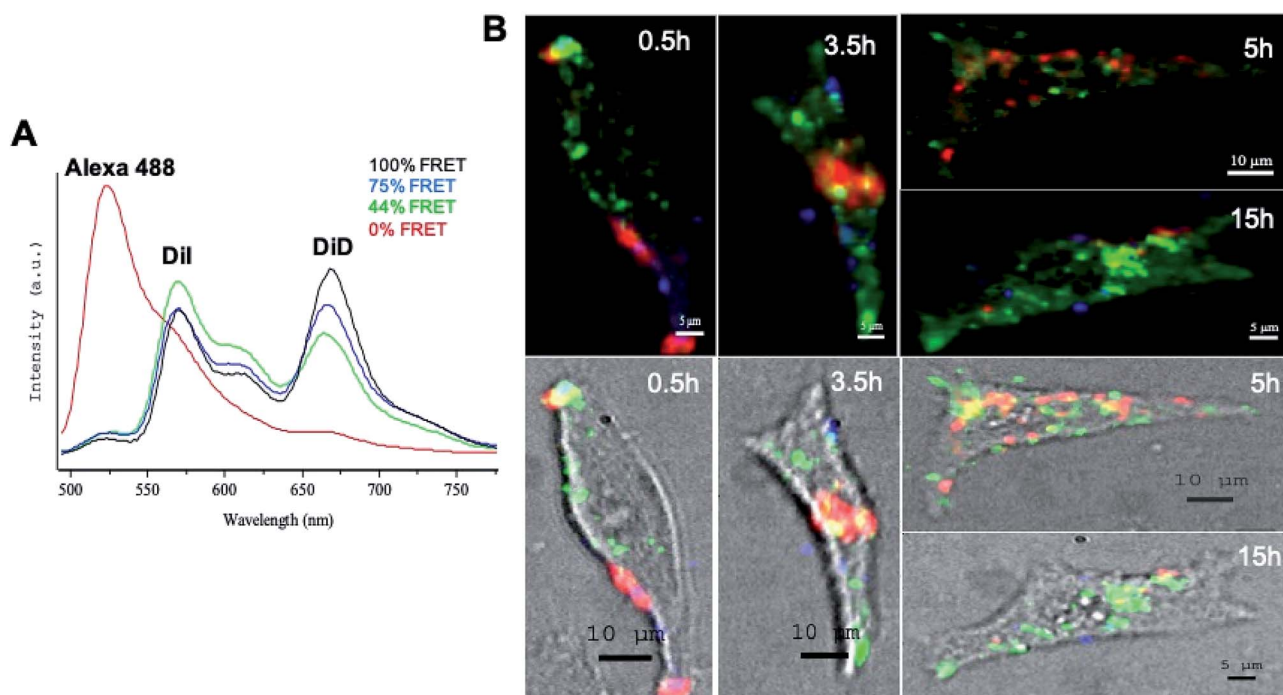 A
Alexa 488
DiI
DiD
100% FRET
75% FRET
44% FRET
0% FRET
Intensity (a.u.)
500 550 600 650 700 750
Wavelength (nm)
B
0.5h
5 μm
3.5h
5 μm
5h
10 μm
15h
5 μm
0.5h
10 μm
3.5h
10 μm
5h
10 μm
15h
5 μm